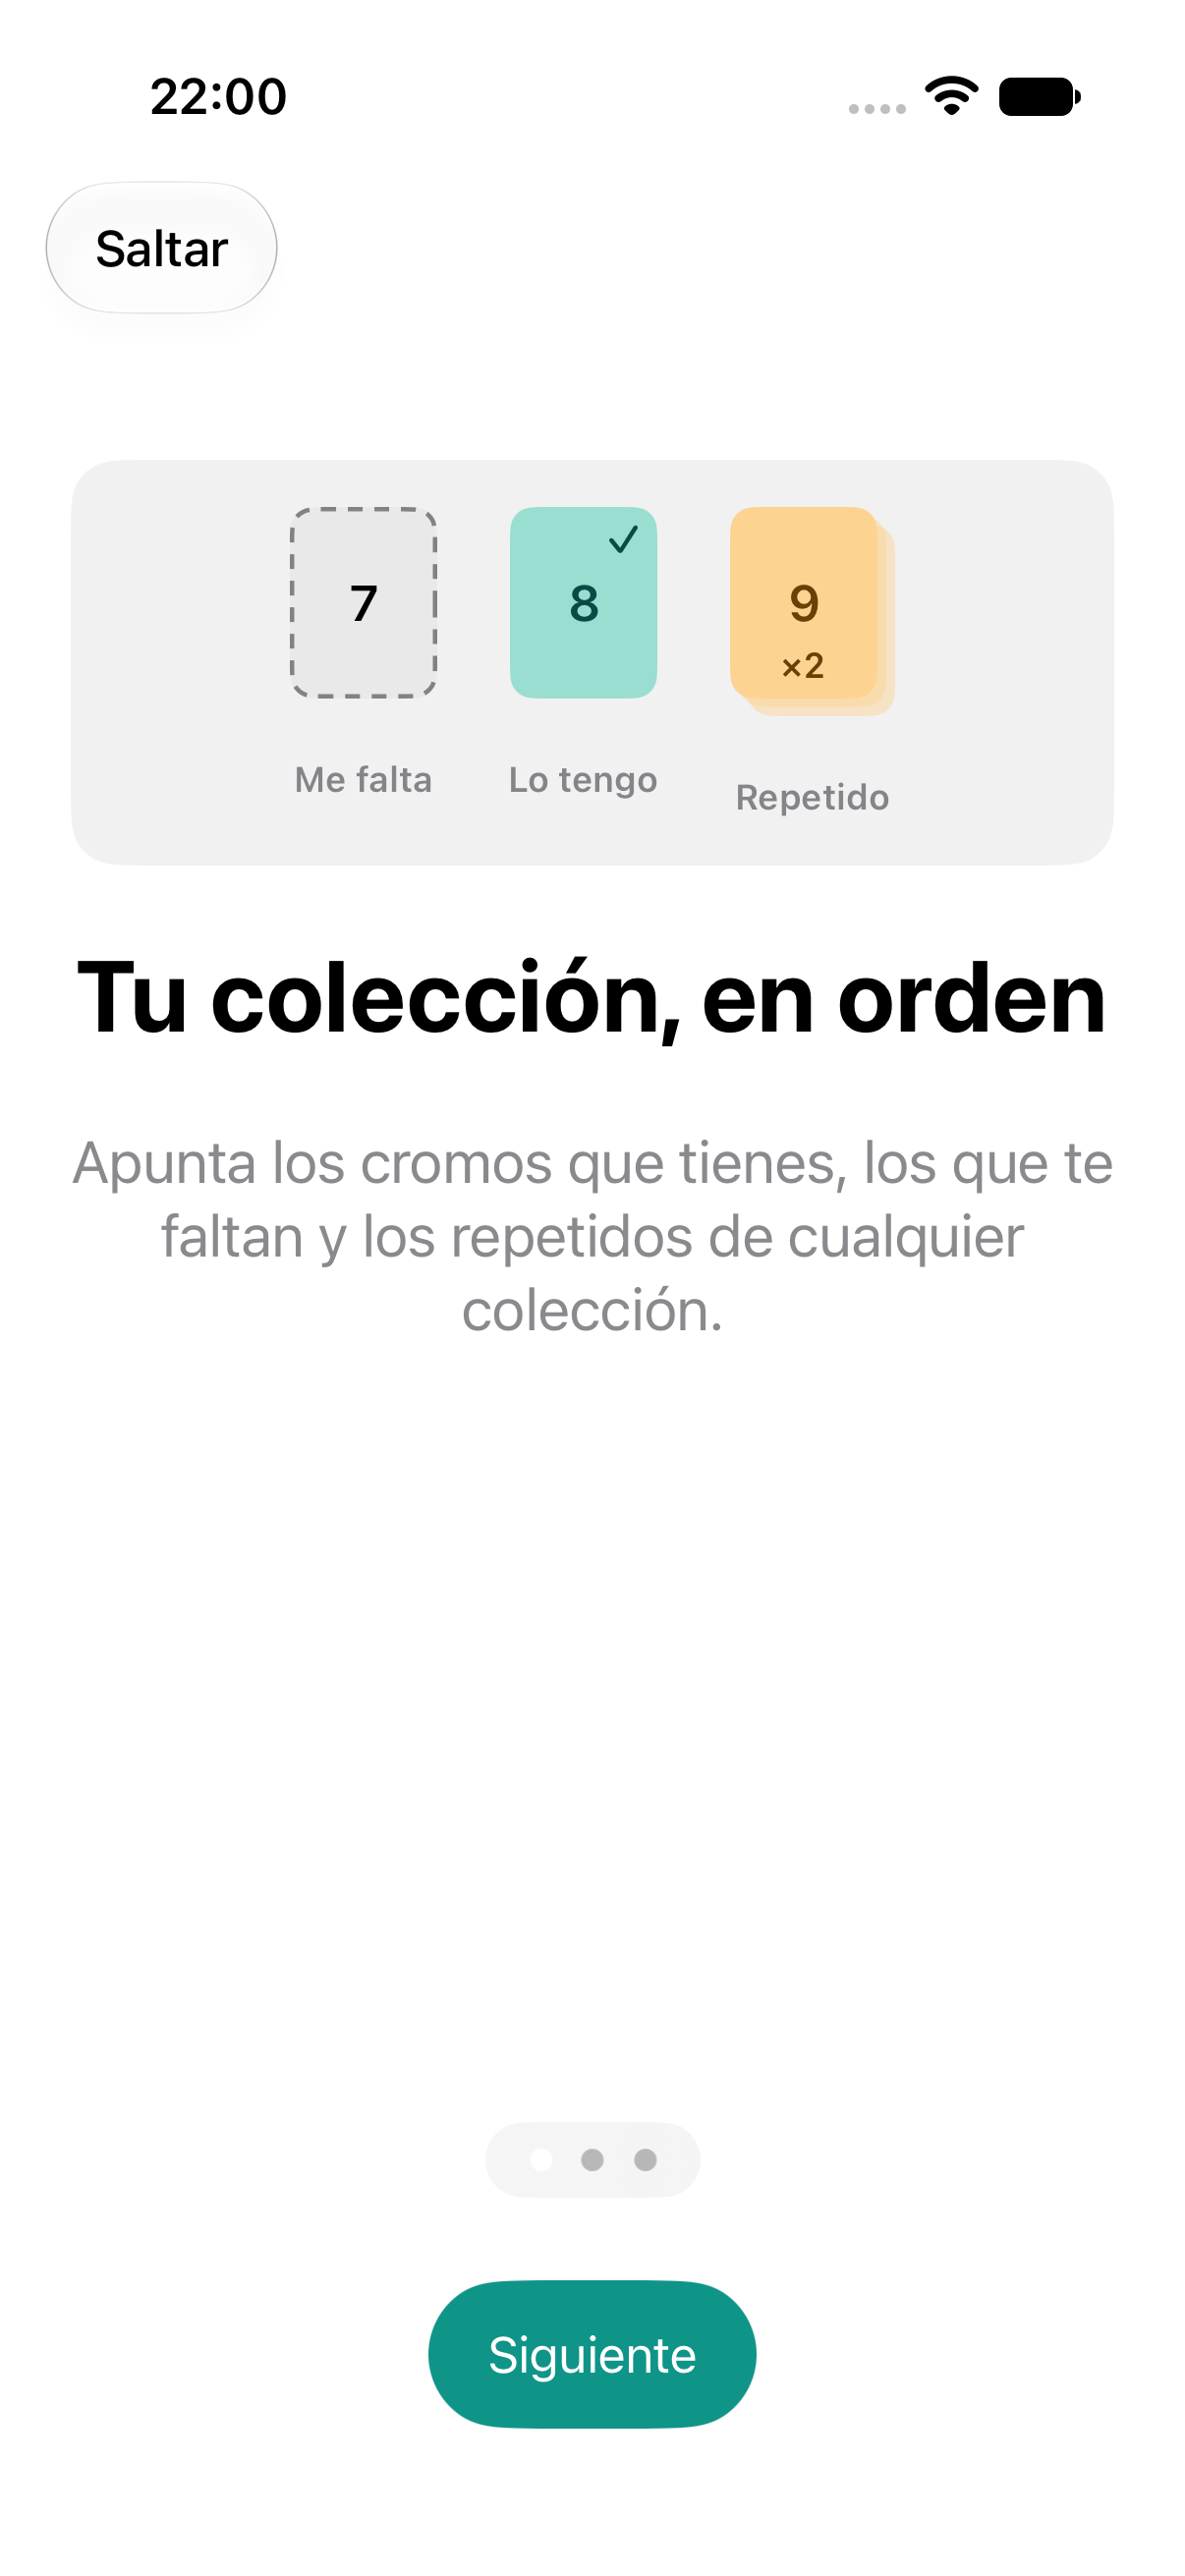 22:00
Saltar
7
8
9
×2
Me falta
Lo tengo
Repetido
Tu colección, en orden
Apunta los cromos que tienes, los que te
faltan y los repetidos de cualquier
colección.
Siguiente